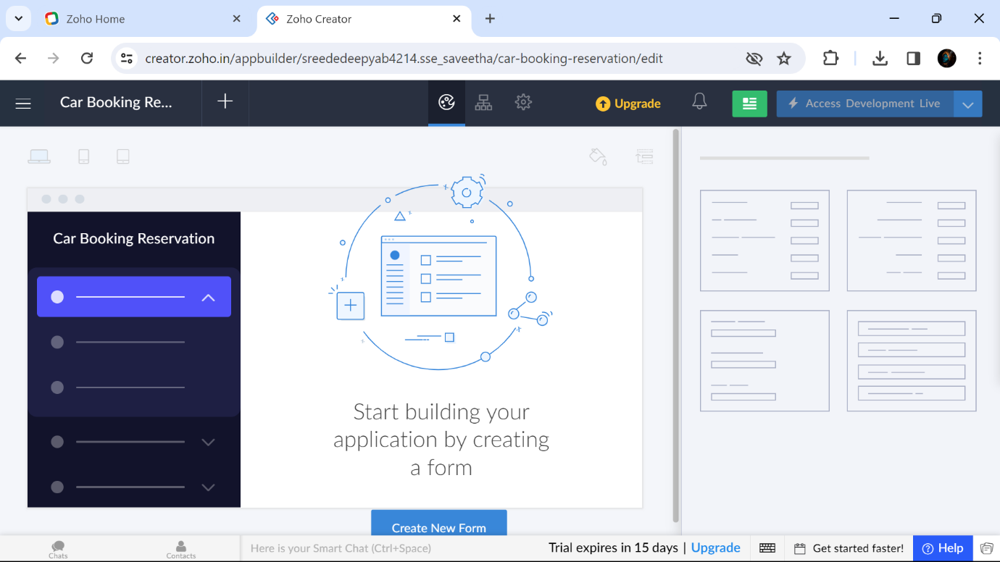 Zoho Home
Zoho Creator
creator.zoho.in/appbuilder/sreededeepyab4214.sse_saveetha/car-booking-reservation/edit
Car Booking Re...
Upgrade
Access Development Live
Car Booking Reservation
Start building your
application by creating
a form
Create New Form
Chats
Contacts
Here is your Smart Chat (Ctrl+Space)
Trial expires in 15 days | Upgrade
Get started faster!
Help